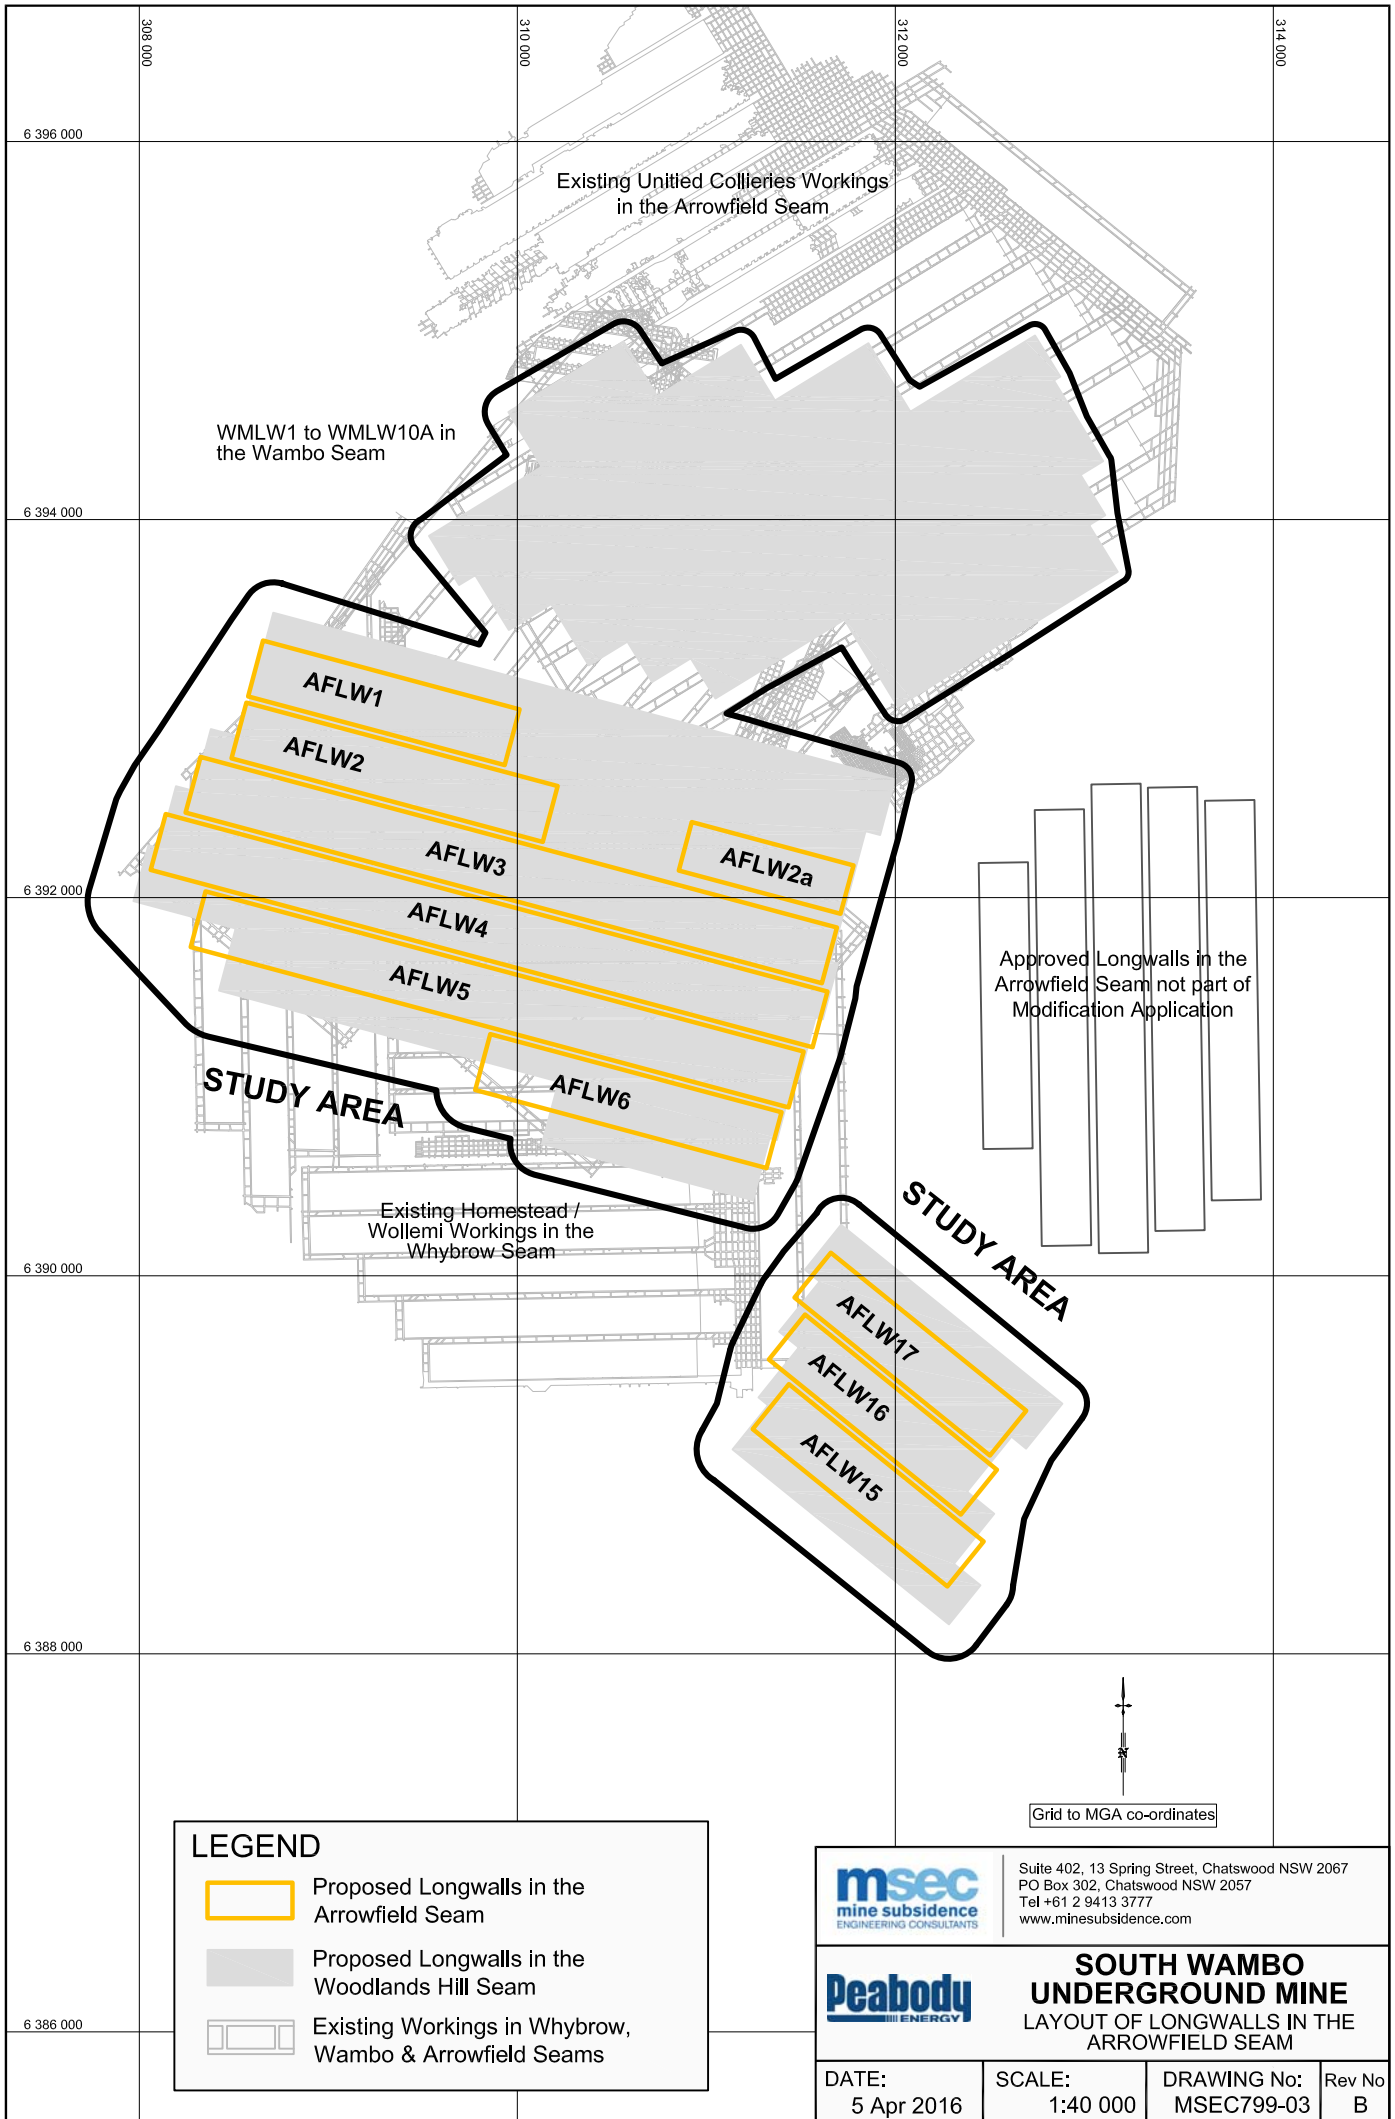 308 000
310 000
312 000
314 000
6 396 000
Existing Unitied Collieries Workings
in the Arrowfield Seam
WMLW1 to WMLW10A in
the Wambo Seam
6 394 000
AFLW1
AFLW2
AFLW3
AFLW2a
6 392 000
AFLW4
AFLW5
AFLW6
Approved Longwalls in the
Arrowfield Seam not part of
Modification Application
STUDY AREA
Existing Homestead /
Wollemi Workings in the
Whybrow Seam
STUDY AREA
6 390 000
AFLW17
AFLW16
AFLW15
6 388 000
N
Grid to MGA co-ordinates
LEGEND
Proposed Longwalls in the
Arrowfield Seam
Proposed Longwalls in the
Woodlands Hill Seam
Existing Workings in Whybrow,
Wambo & Arrowfield Seams
6 386 000
msec
mine subsidence
ENGINEERING CONSULTANTS
Suite 402, 13 Spring Street, Chatswood NSW 2067
PO Box 302, Chatswood NSW 2057
Tel +61 2 9413 3777
www.minesubsidence.com
Peabody
ENERGY
SOUTH WAMBO
UNDERGROUND MINE
LAYOUT OF LONGWALLS IN THE
ARROWFIELD SEAM
DATE:
5 Apr 2016
SCALE:
1:40 000
DRAWING No:
MSEC799-03
Rev No
B